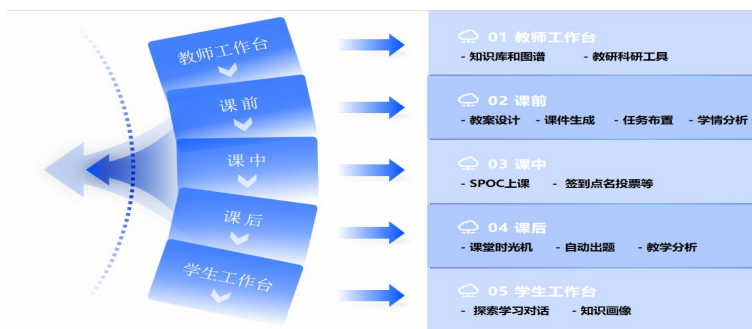 教师工作台
课前
课中
课后
学生工作台
01 教师工作台
- 知识库和图谱 - 教研科研工具
02 课前
- 教案设计 - 课件生成 - 任务布置 - 学情分析
03 课中
- SPOC上课 - 签到点名投票等
04 课后
- 课堂时光机 - 自动出题 - 教学分析
05 学生工作台
- 探索学习对话 - 知识画像